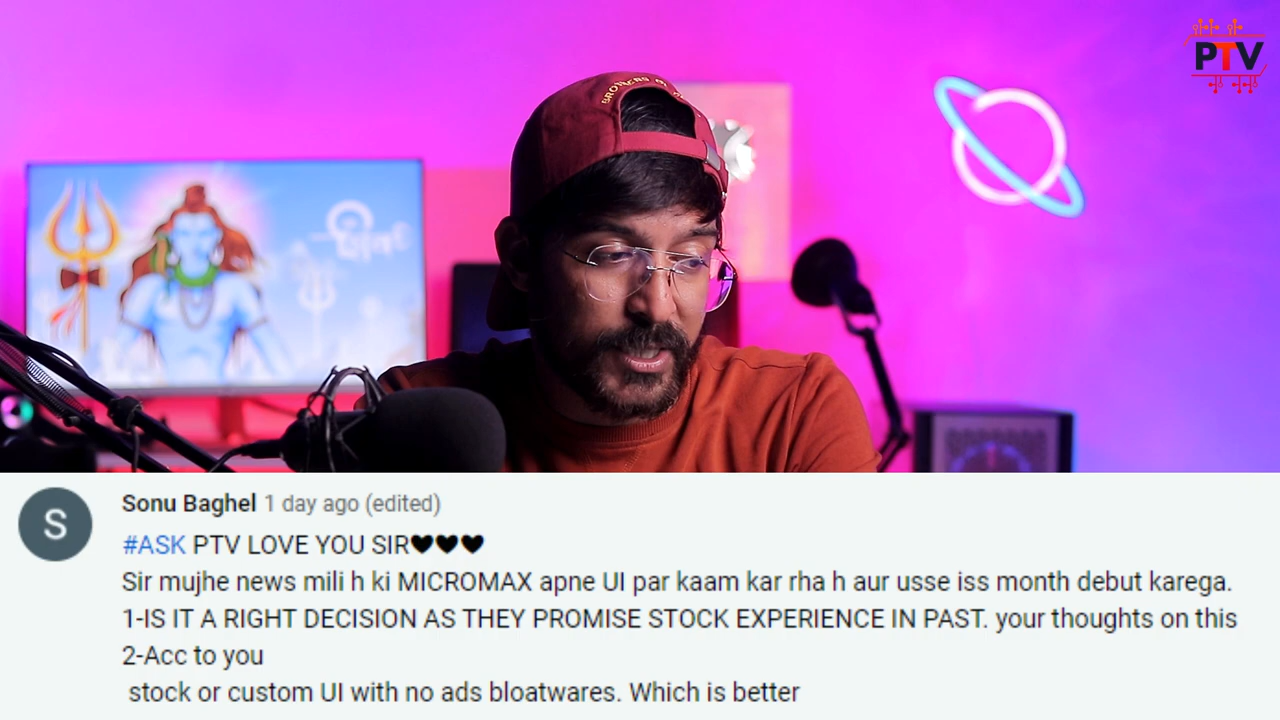 PTV
S
Sonu Baghel 1 day ago (edited)
#ASK PTV LOVE YOU SIR🖤🖤🖤
Sir mujhe news mili h ki MICROMAX apne UI par kaam kar rha h aur usse iss month debut karega.
1-IS IT A RIGHT DECISION AS THEY PROMISE STOCK EXPERIENCE IN PAST. your thoughts on this
2-Acc to you
stock or custom UI with no ads bloatwares. Which is better